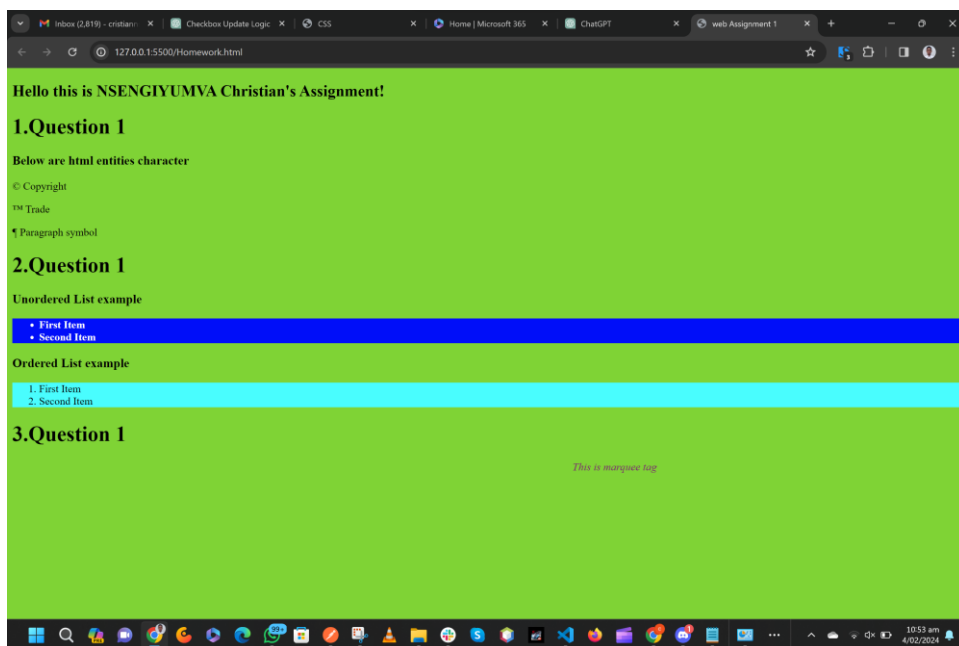 Inbox (2,819) - cristianr
Checkbox Update Logic
CSS
Home | Microsoft 365
ChatGPT
web Assignment 1
127.0.0.1:5500/Homework.html
3
Hello this is NSENGIYUMVA Christian's Assignment!
1.Question 1
Below are html entities character
© Copyright
™ Trade
¶ Paragraph symbol
2.Question 1
Unordered List example
• First Item
• Second Item
Ordered List example
1. First Item
2. Second Item
3.Question 1
This is marquee tag
99+
10:53 am
4/02/2024